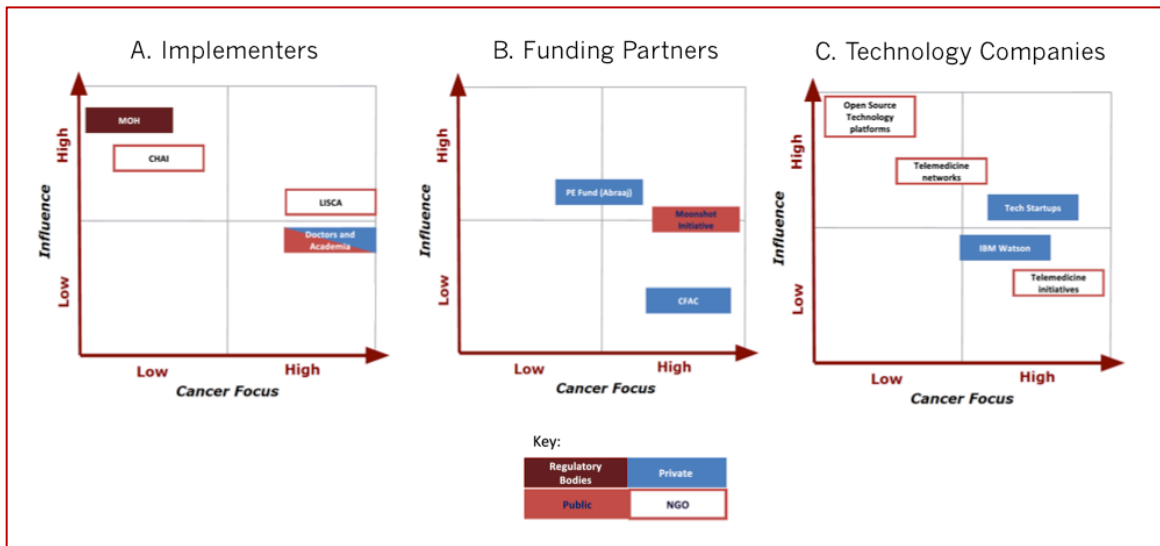 A. Implementers
High
Low
Influence
MOH
CHAI
LISCA
Doctors and
Academia
Low
High
Cancer Focus
B. Funding Partners
High
Low
Influence
PE Fund (Abraaj)
Moonshot
Initiative
CFAC
Low
High
Cancer Focus
C. Technology Companies
High
Low
Influence
Open Source
Technology
platforms
Telemedicine
networks
Tech Startups
IBM Watson
Telemedicine
initiatives
Low
High
Cancer Focus
Key:
Regulatory
Bodies
Private
Public
NGO